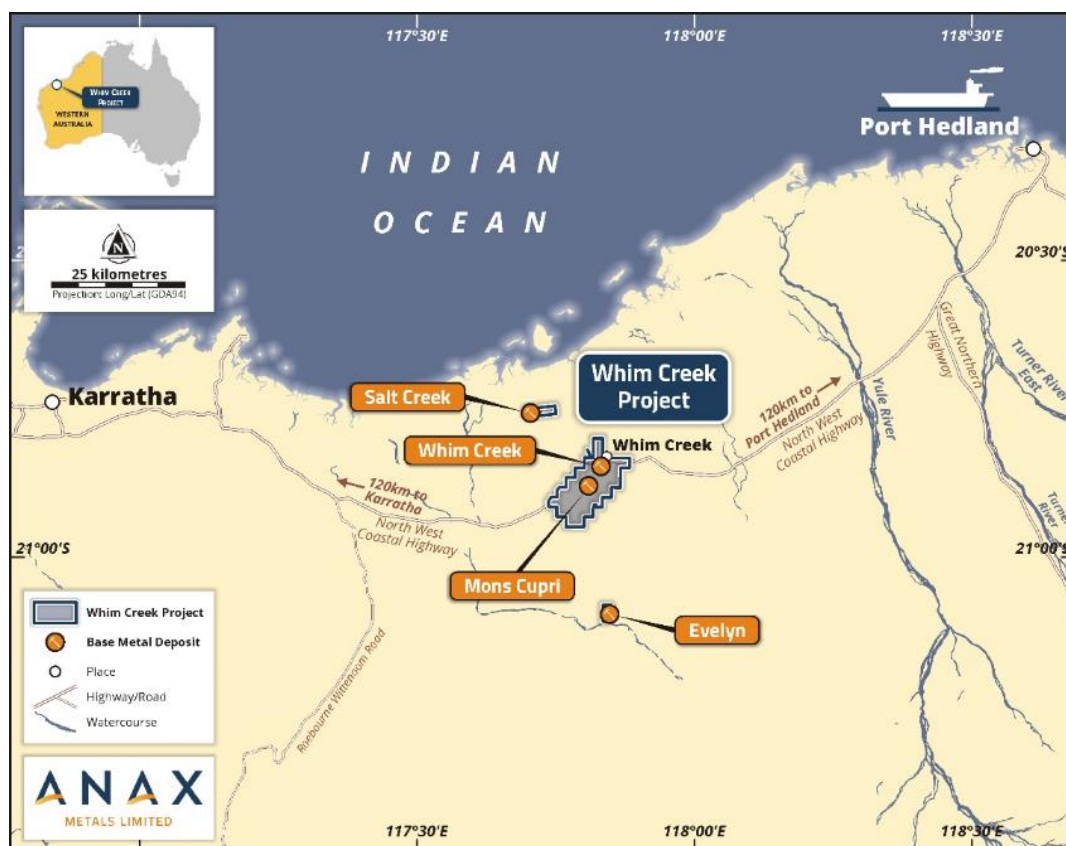 117°30'E
118°00'E
118°30'E
WHIM CREEK
PROJECT
WESTERN
AUSTRALIA
Port Hedland
INDIAN
OCEAN
N
25 kilometres
Projection: Long/Lat (GDA94)
20°30'S
Karratha
Salt Creek
Whim Creek
Project
Whim Creek
Whim Creek
120km to
Port Hedland
North West
Coastal Highway
Great Northern
Highway
Yule River
Turner River
East
Turner
River
120km to
Karratha
North West
Coastal Highway
21°00'S
21°00'S
Mons Cupri
Evelyn
Roebourne Wittenoom Road
Whim Creek Project
Base Metal Deposit
Place
Highway/Road
Watercourse
ANAX
METALS LIMITED
117°30'E
118°00'E
118°30'E